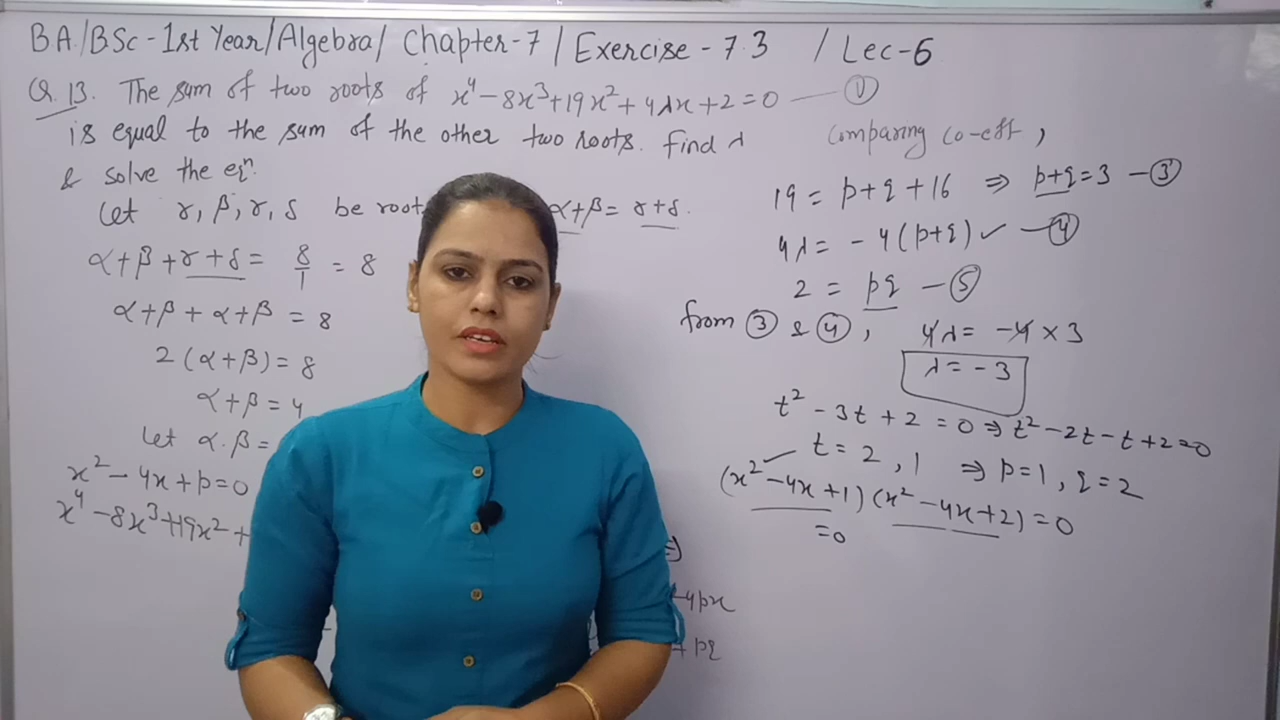 BA./BSc-1st Year/Algebra/ Chapter-7 / Exercise-7.3 / Lec-6
Q.13. The sum of two roots of x⁴-8x³+19x²+4λx+2=0 — ①
is equal to the sum of the other two roots. Find λ
& solve the eqⁿ.
Let γ, β, γ, δ be root α+β=γ+δ.
α+β+γ+δ= 8/1 = 8
α+β+α+β = 8
2(α+β)=8
α+β=4
Let α.β=
x²-4x+p=0
x⁴-8x³+19x²+
comparing co-eff,
19 = p+q+16 ⇒ p+q=3 — ③
4λ= -4(p+q) ✓ — ④
2 = pq — ⑤
from ③ & ④, 4λ= -4×3
λ=-3
t²-3t+2=0⇒t²-2t-t+2=0
t=2,1 ⇒ p=1, q=2
(x²-4x+1)(x²-4x+2)=0
=0
-4px
+pq